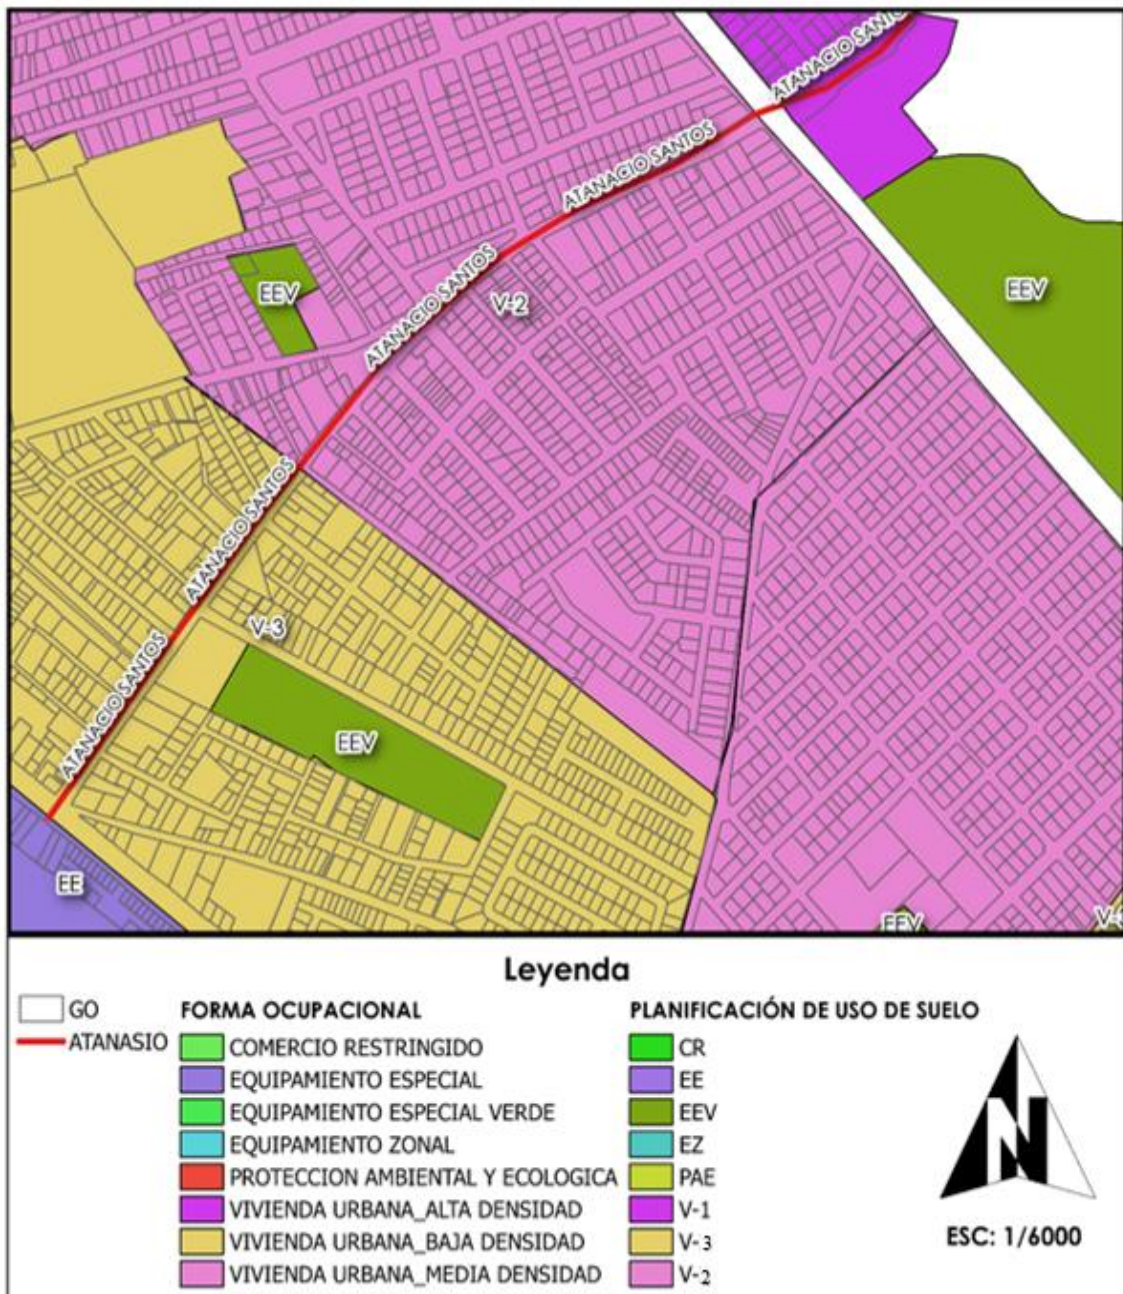 ATANACIO SANTOS
ATANACIO SANTOS
EEV
EEV
V-2
ATANACIO SANTOS
ATANACIO SANTOS
V-3
ATANACIO SANTOS
EEV
EE
EEV
Leyenda
GO
ATANASIO
FORMA OCUPACIONAL
COMERCIO RESTRINGIDO
EQUIPAMIENTO ESPECIAL
EQUIPAMIENTO ESPECIAL VERDE
EQUIPAMIENTO ZONAL
PROTECCION AMBIENTAL Y ECOLOGICA
VIVIENDA URBANA_ALTA DENSIDAD
VIVIENDA URBANA_BAJA DENSIDAD
VIVIENDA URBANA_MEDIA DENSIDAD
PLANIFICACIÓN DE USO DE SUELO
CR
EE
EEV
EZ
PAE
V-1
V-3
V-2
N
ESC: 1/6000